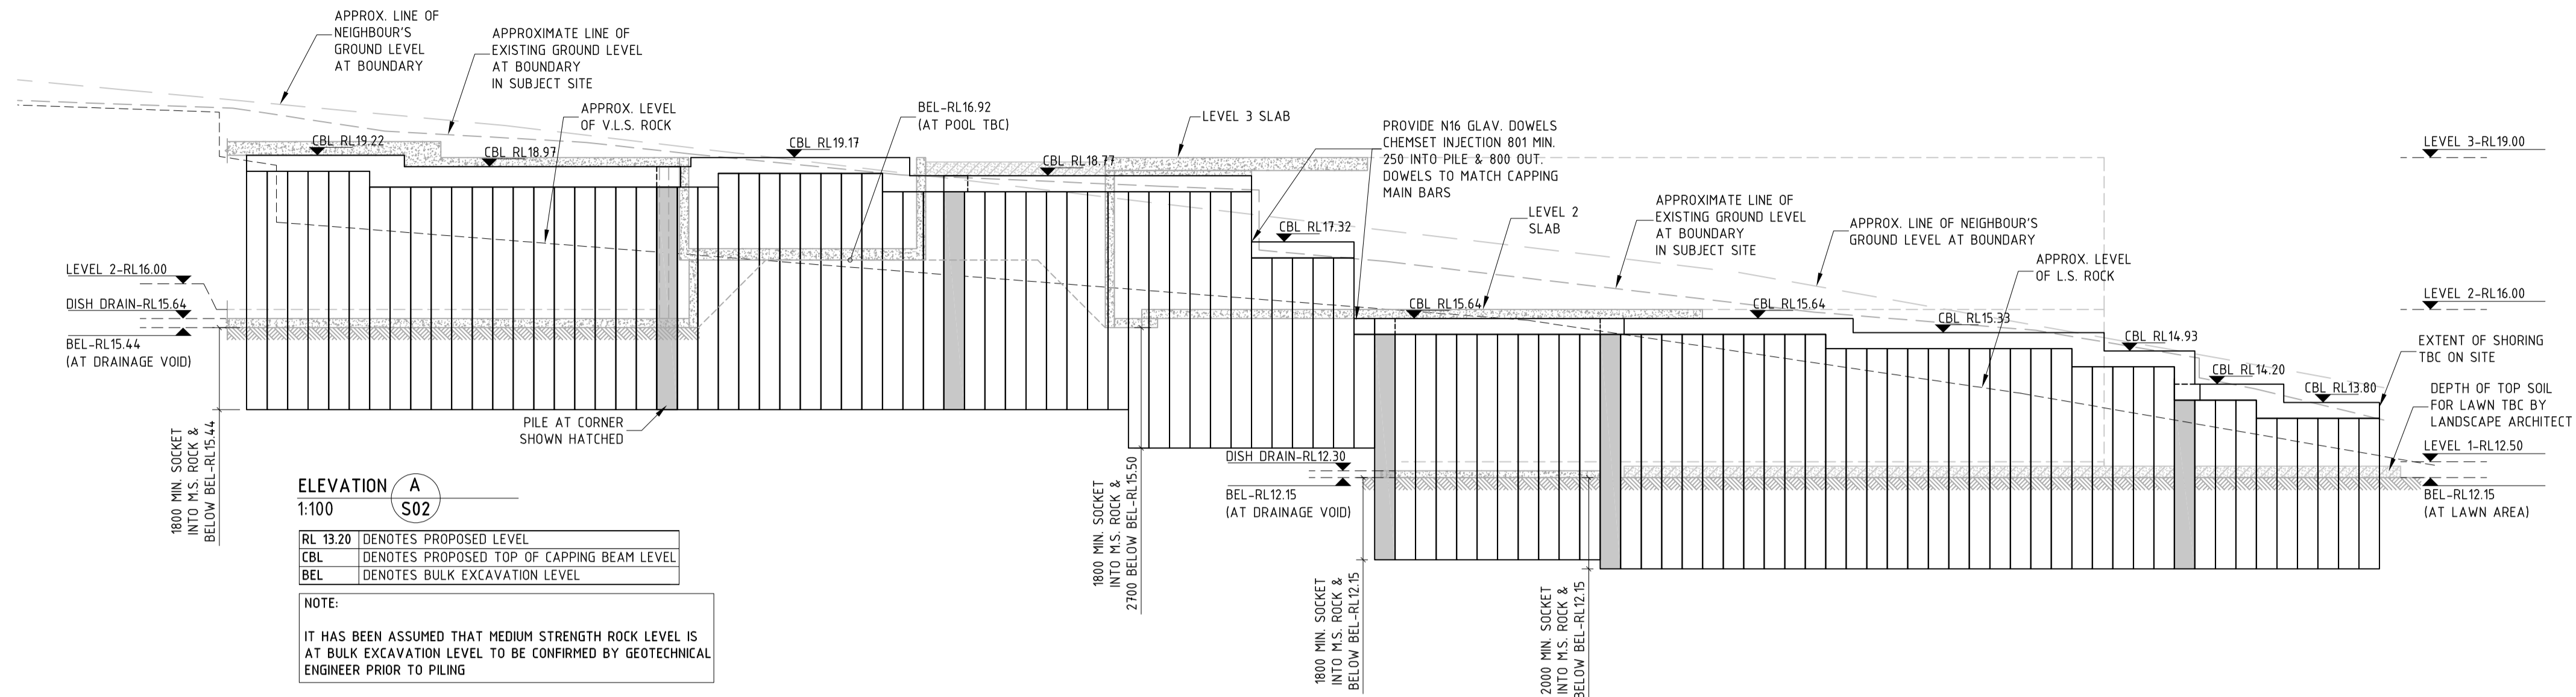 APPROX. LINE OF
NEIGHBOUR'S
GROUND LEVEL
AT BOUNDARY
APPROXIMATE LINE OF
EXISTING GROUND LEVEL
AT BOUNDARY
IN SUBJECT SITE
APPROX. LEVEL
OF V.L.S. ROCK
BEL-RL16.92
(AT POOL TBC)
LEVEL 3 SLAB
PROVIDE N16 GLAV. DOWELS
CHEMSET INJECTION 801 MIN.
250 INTO PILE & 800 OUT.
DOWELS TO MATCH CAPPING
MAIN BARS
LEVEL 3-RL19.00
CBL RL19.22
CBL RL18.97
CBL RL19.17
CBL RL18.77
CBL RL17.32
LEVEL 2
SLAB
APPROXIMATE LINE OF
EXISTING GROUND LEVEL
AT BOUNDARY
IN SUBJECT SITE
APPROX. LINE OF NEIGHBOUR'S
GROUND LEVEL AT BOUNDARY
APPROX. LEVEL
OF L.S. ROCK
LEVEL 2-RL16.00
DISH DRAIN-RL15.64
BEL-RL15.44
(AT DRAINAGE VOID)
CBL RL15.64
CBL RL15.64
CBL RL15.33
CBL RL14.93
CBL RL14.20
CBL RL13.80
LEVEL 2-RL16.00
EXTENT OF SHORING
TBC ON SITE
DEPTH OF TOP SOIL
FOR LAWN TBC BY
LANDSCAPE ARCHITECT
LEVEL 1-RL12.50
BEL-RL12.15
(AT LAWN AREA)
PILE AT CORNER
SHOWN HATCHED
1800 MIN. SOCKET
INTO M.S. ROCK &
BELOW BEL-RL15.44
1800 MIN. SOCKET
INTO M.S. ROCK &
2700 BELOW BEL-RL15.50
DISH DRAIN-RL12.30
BEL-RL12.15
(AT DRAINAGE VOID)
1800 MIN. SOCKET
INTO M.S. ROCK &
BELOW BEL-RL12.15
2000 MIN. SOCKET
INTO M.S. ROCK &
BELOW BEL-RL12.15
ELEVATION A
1:100 S02
RL 13.20 DENOTES PROPOSED LEVEL
CBL DENOTES PROPOSED TOP OF CAPPING BEAM LEVEL
BEL DENOTES BULK EXCAVATION LEVEL
NOTE:
IT HAS BEEN ASSUMED THAT MEDIUM STRENGTH ROCK LEVEL IS
AT BULK EXCAVATION LEVEL TO BE CONFIRMED BY GEOTECHNICAL
ENGINEER PRIOR TO PILING